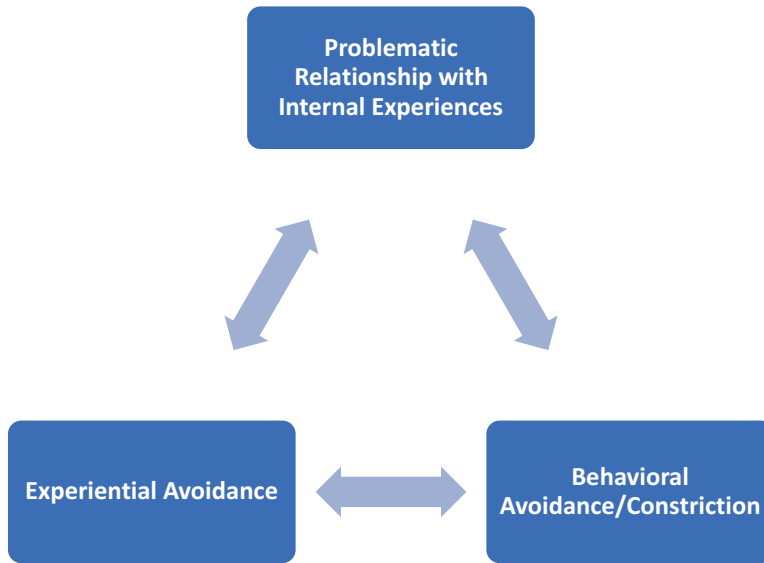 Problematic
Relationship with
Internal Experiences
Experiential Avoidance
Behavioral
Avoidance/Constriction